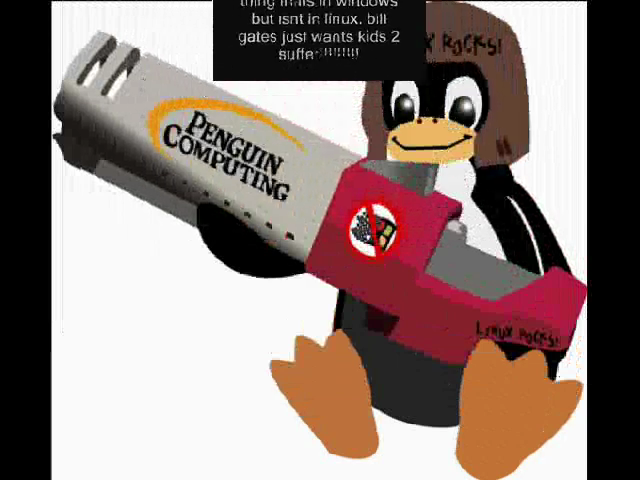 thing thats in windows
but isnt in linux. bill
gates just wants kids 2
suffer!!!!!!!!
X ROCKS!
PENGUIN
COMPUTING
LINUX ROCKS!